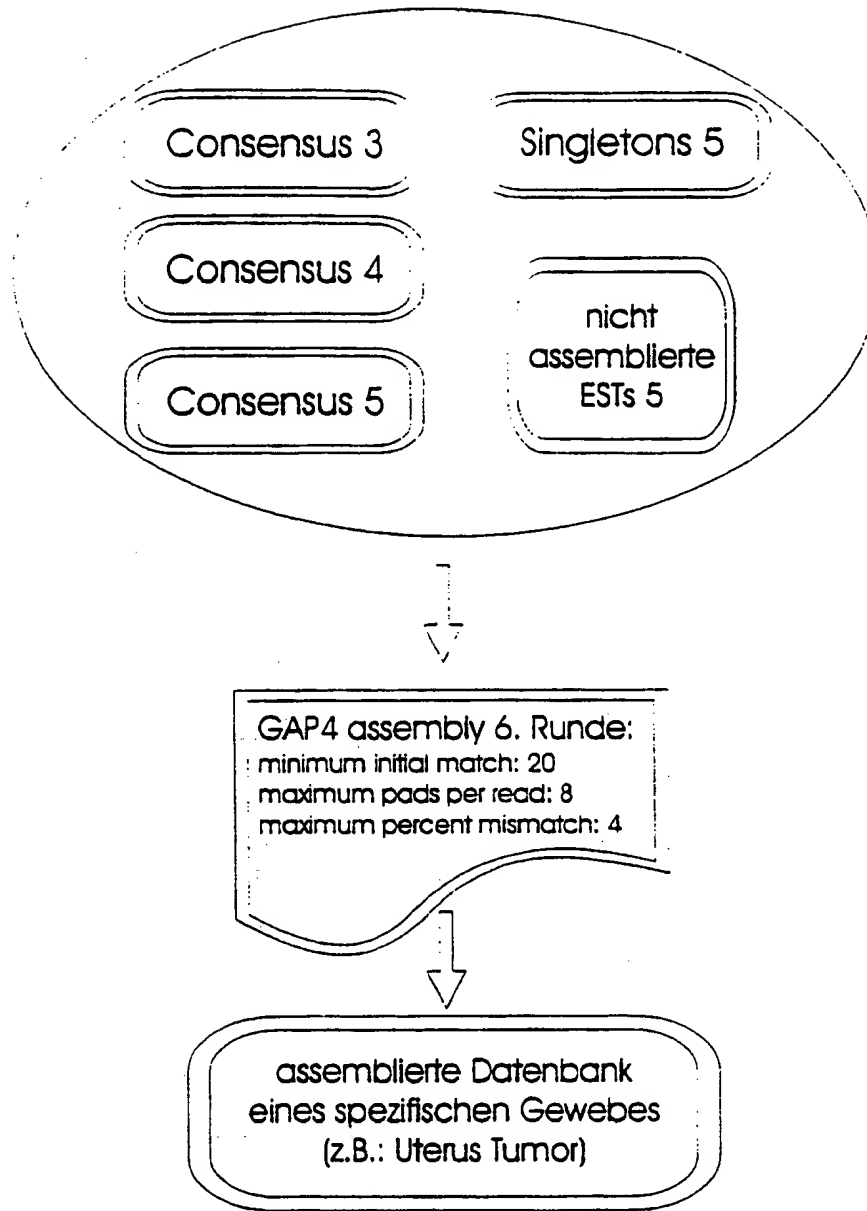 Consensus 3
Singletons 5
Consensus 4
nicht
assemblierte
ESTs 5
Consensus 5
GAP4 assembly 6. Runde:
minimum initial match: 20
maximum pads per read: 8
maximum percent mismatch: 4
assemblierte Datenbank
eines spezifischen Gewebes
(z.B.: Uterus Tumor)